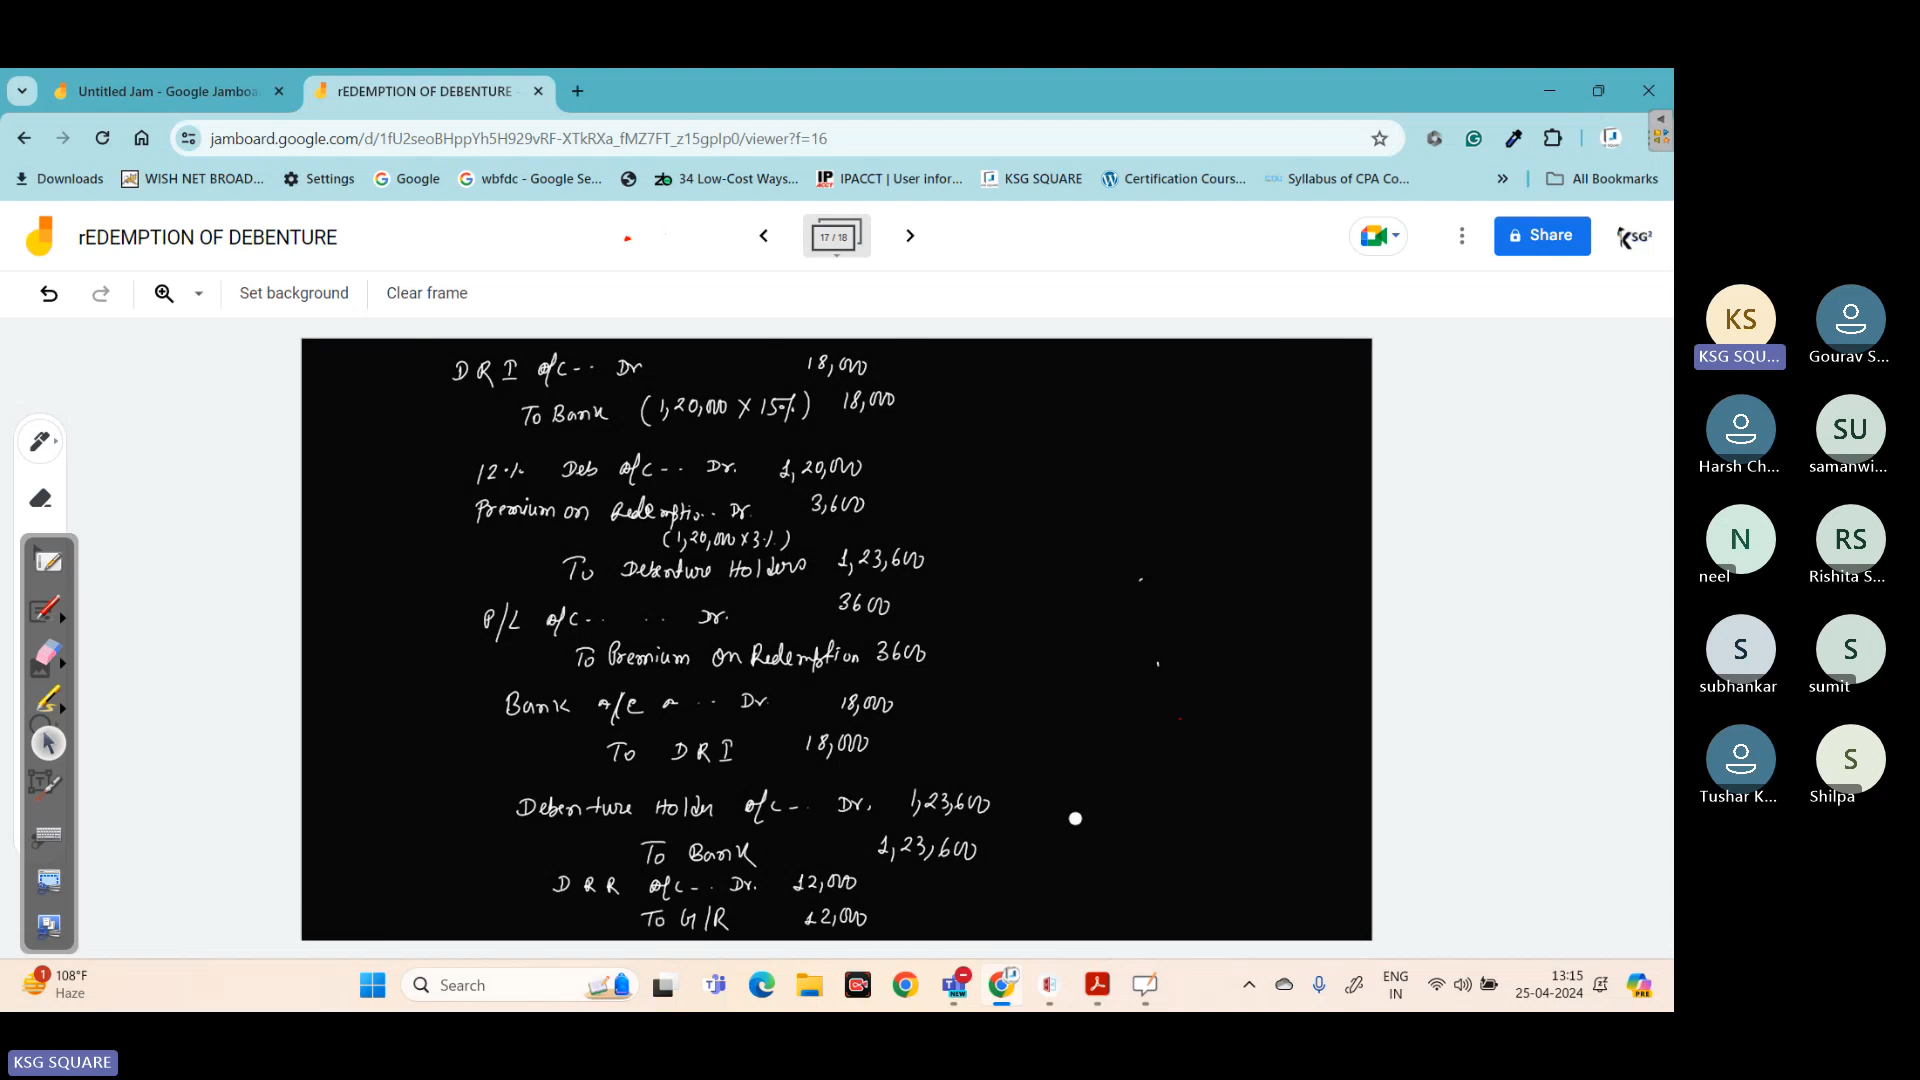 Untitled Jam - Google Jamboa
rEDEMPTION OF DEBENTURE -
jamboard.google.com/d/1fU2seoBHppYh5H929vRF-XTkRXa_fMZ7FT_z15gpIp0/viewer?f=16
Downloads WISH NET BROAD... Settings Google wbfdc - Google Se... 34 Low-Cost Ways... IPACCT | User infor... KSG SQUARE Certification Cours... Syllabus of CPA Co... All Bookmarks
rEDEMPTION OF DEBENTURE
17 / 18
Share
KSG²
Set background Clear frame
D R I a/c -·· Dr 18,000
To Bank (1,20,000 X 15%) 18,000
12% Deb a/c -·· Dr. 1,20,000
Premium on Redemption·· Dr. 3,600
(1,20,000 x 3%)
To Debenture Holders 1,23,600
P/L a/c -·· ·· Dr. 3600
To Premium On Redemption 3600
Bank a/c ·· Dr. 18,000
To D R I 18,000
Debenture Holder a/c -·· Dr. 1,23,600
To Bank 1,23,600
D R R a/c -·· Dr. 12,000
To G/R 12,000
KS
KSG SQU...
Gourav S...
Harsh Ch...
SU
samanwi...
N
neel
RS
Rishita S...
S
subhankar
S
sumit
Tushar K...
S
Shilpa
1
108°F
Haze
Search
NEW
ENG
IN
13:15
25-04-2024
PRE
KSG SQUARE